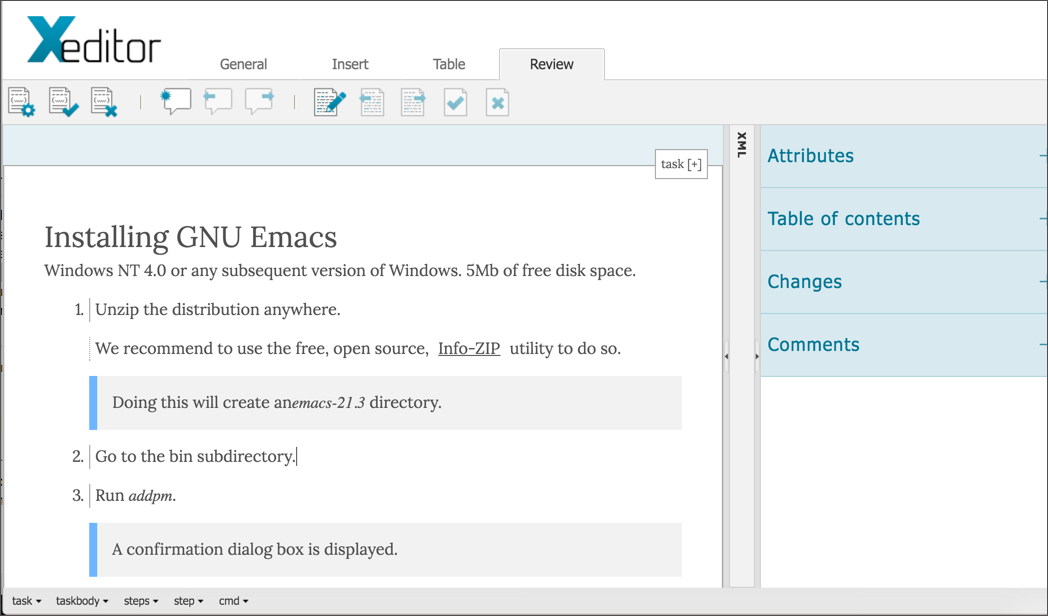 Xeditor
General Insert Table Review
task [+]
XML
Installing GNU Emacs
Windows NT 4.0 or any subsequent version of Windows. 5Mb of free disk space.
1. Unzip the distribution anywhere.
We recommend to use the free, open source, Info-ZIP utility to do so.
Doing this will create anemacs-21.3 directory.
2. Go to the bin subdirectory.
3. Run addpm.
A confirmation dialog box is displayed.
Attributes
Table of contents
Changes
Comments
task taskbody steps step cmd